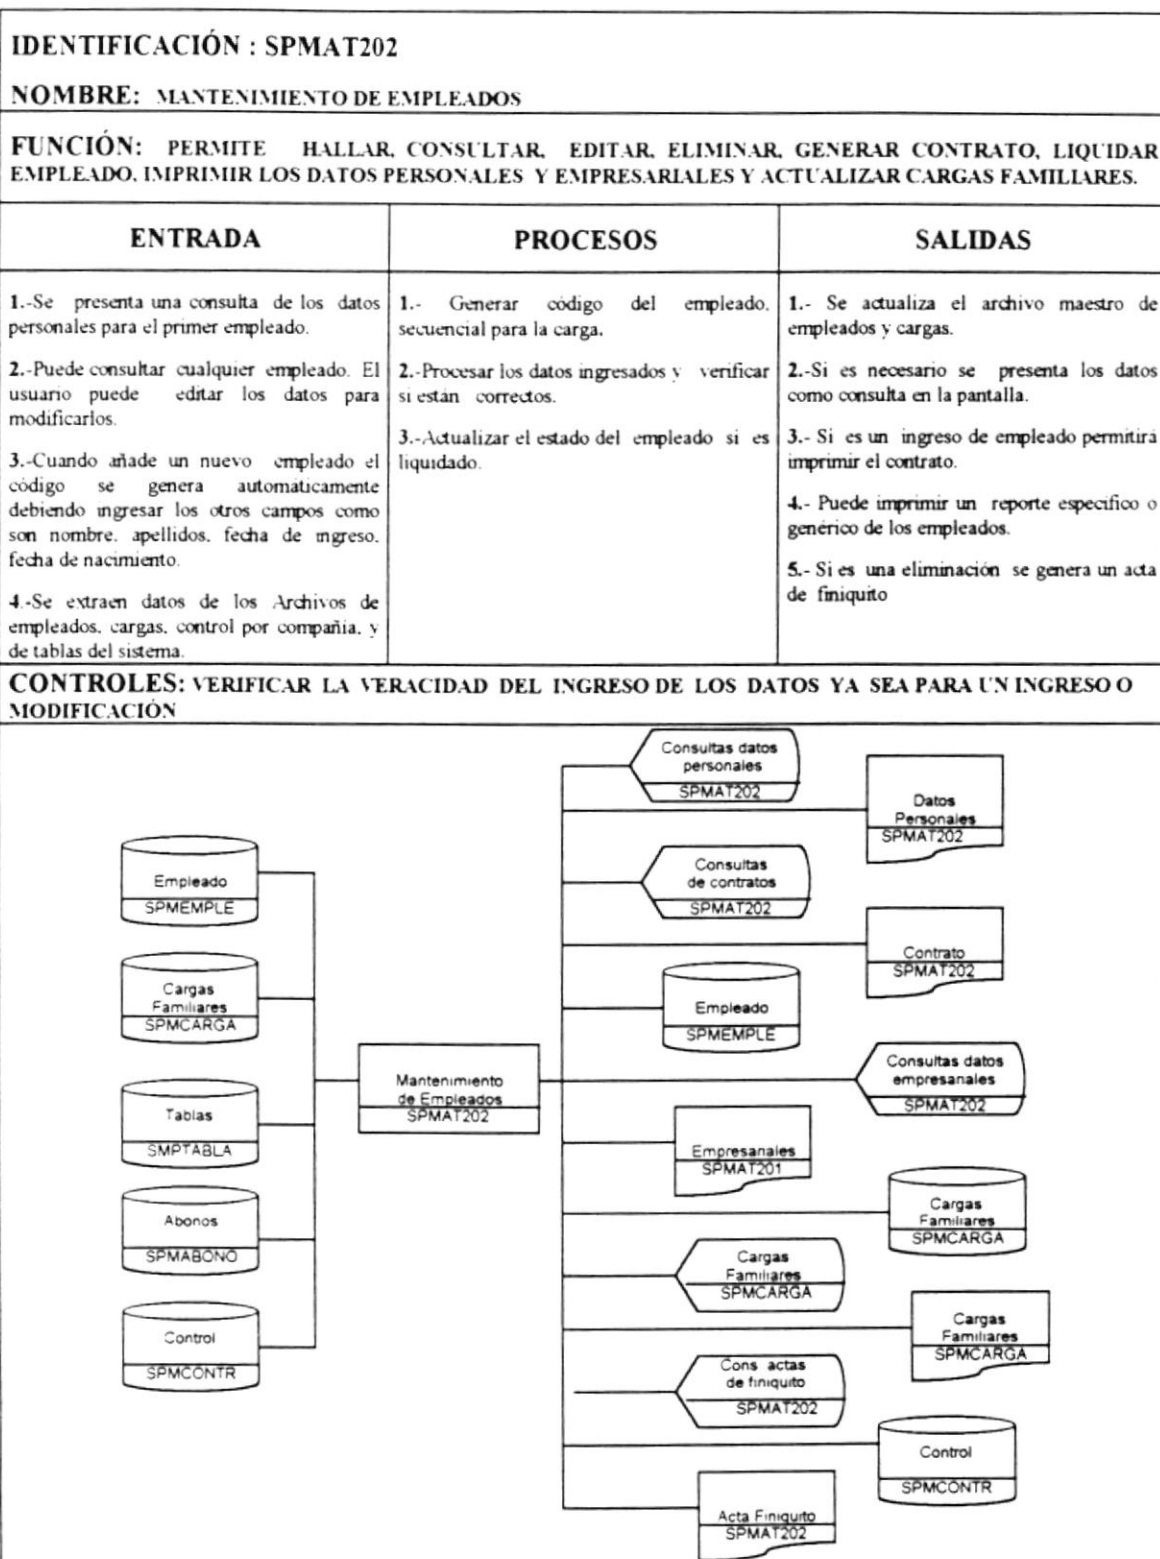 IDENTIFICACIÓN : SPMAT202
NOMBRE: MANTENIMIENTO DE EMPLEADOS
FUNCIÓN: PERMITE HALLAR, CONSULTAR, EDITAR, ELIMINAR, GENERAR CONTRATO, LIQUIDAR
EMPLEADO, IMPRIMIR LOS DATOS PERSONALES Y EMPRESARIALES Y ACTUALIZAR CARGAS FAMILIARES.
ENTRADA
1.-Se presenta una consulta de los datos
personales para el primer empleado.
2.-Puede consultar cualquier empleado. El
usuario puede editar los datos para
modificarlos.
3.-Cuando añade un nuevo empleado el
código se genera automáticamente
debiendo ingresar los otros campos como
son nombre, apellidos, fecha de ingreso,
fecha de nacimiento.
4.-Se extraen datos de los Archivos de
empleados, cargas, control por compañia, y
de tablas del sistema.
PROCESOS
1.- Generar código del empleado,
secuencial para la carga.
2.-Procesar los datos ingresados y verificar
si están correctos.
3.-Actualizar el estado del empleado si es
liquidado.
SALIDAS
1.- Se actualiza el archivo maestro de
empleados y cargas.
2.-Si es necesario se presenta los datos
como consulta en la pantalla.
3.- Si es un ingreso de empleado permitirá
imprimir el contrato.
4.- Puede imprimir un reporte especifico o
genérico de los empleados.
5.- Si es una eliminación se genera un acta
de finiquito
CONTROLES: VERIFICAR LA VERACIDAD DEL INGRESO DE LOS DATOS YA SEA PARA UN INGRESO O
MODIFICACIÓN
Empleado
SPMEMPLE
Cargas
Familiares
SPMCARGA
Tablas
SMPTABLA
Abonos
SPMABONO
Control
SPMCONTR
Mantenimiento
de Empleados
SPMAT202
Consultas datos
personales
SPMAT202
Datos
Personales
SPMAT202
Consultas
de contratos
SPMAT202
Contrato
SPMAT202
Empleado
SPMEMPLE
Consultas datos
empresanales
SPMAT202
Empresanales
SPMAT201
Cargas
Familiares
SPMCARGA
Cargas
Familiares
SPMCARGA
Cargas
Familiares
SPMCARGA
Cons actas
de finiquito
SPMAT202
Control
SPMCONTR
Acta Finiquito
SPMAT202